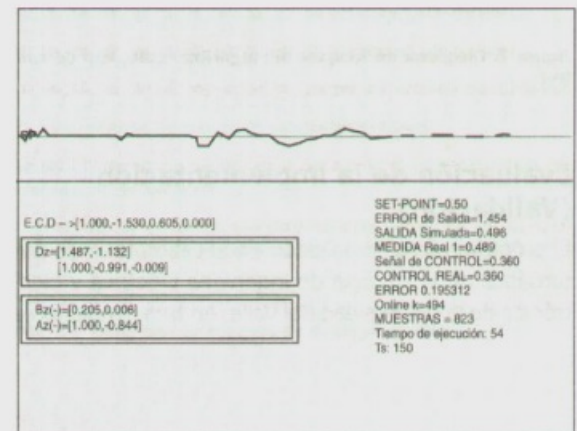 E.C.D – >[1.000,-1.530,0.605,0.000]
Dz=[1.487,-1.132]
[1.000,-0.991,-0.009]
Bz(-)=[0.205,0.006]
Az(-)=[1.000,-0.844]
SET-POINT=0.50
ERROR de Salida=1,454
SALIDA Simulada=0.496
MEDIDA Real 1=0.489
Señal de CONTROL=0.360
CONTROL REAL=0.360
ERROR 0.195312
Online k=494
MUESTRAS = 823
Tiempo de ejecución: 54
Ts: 150